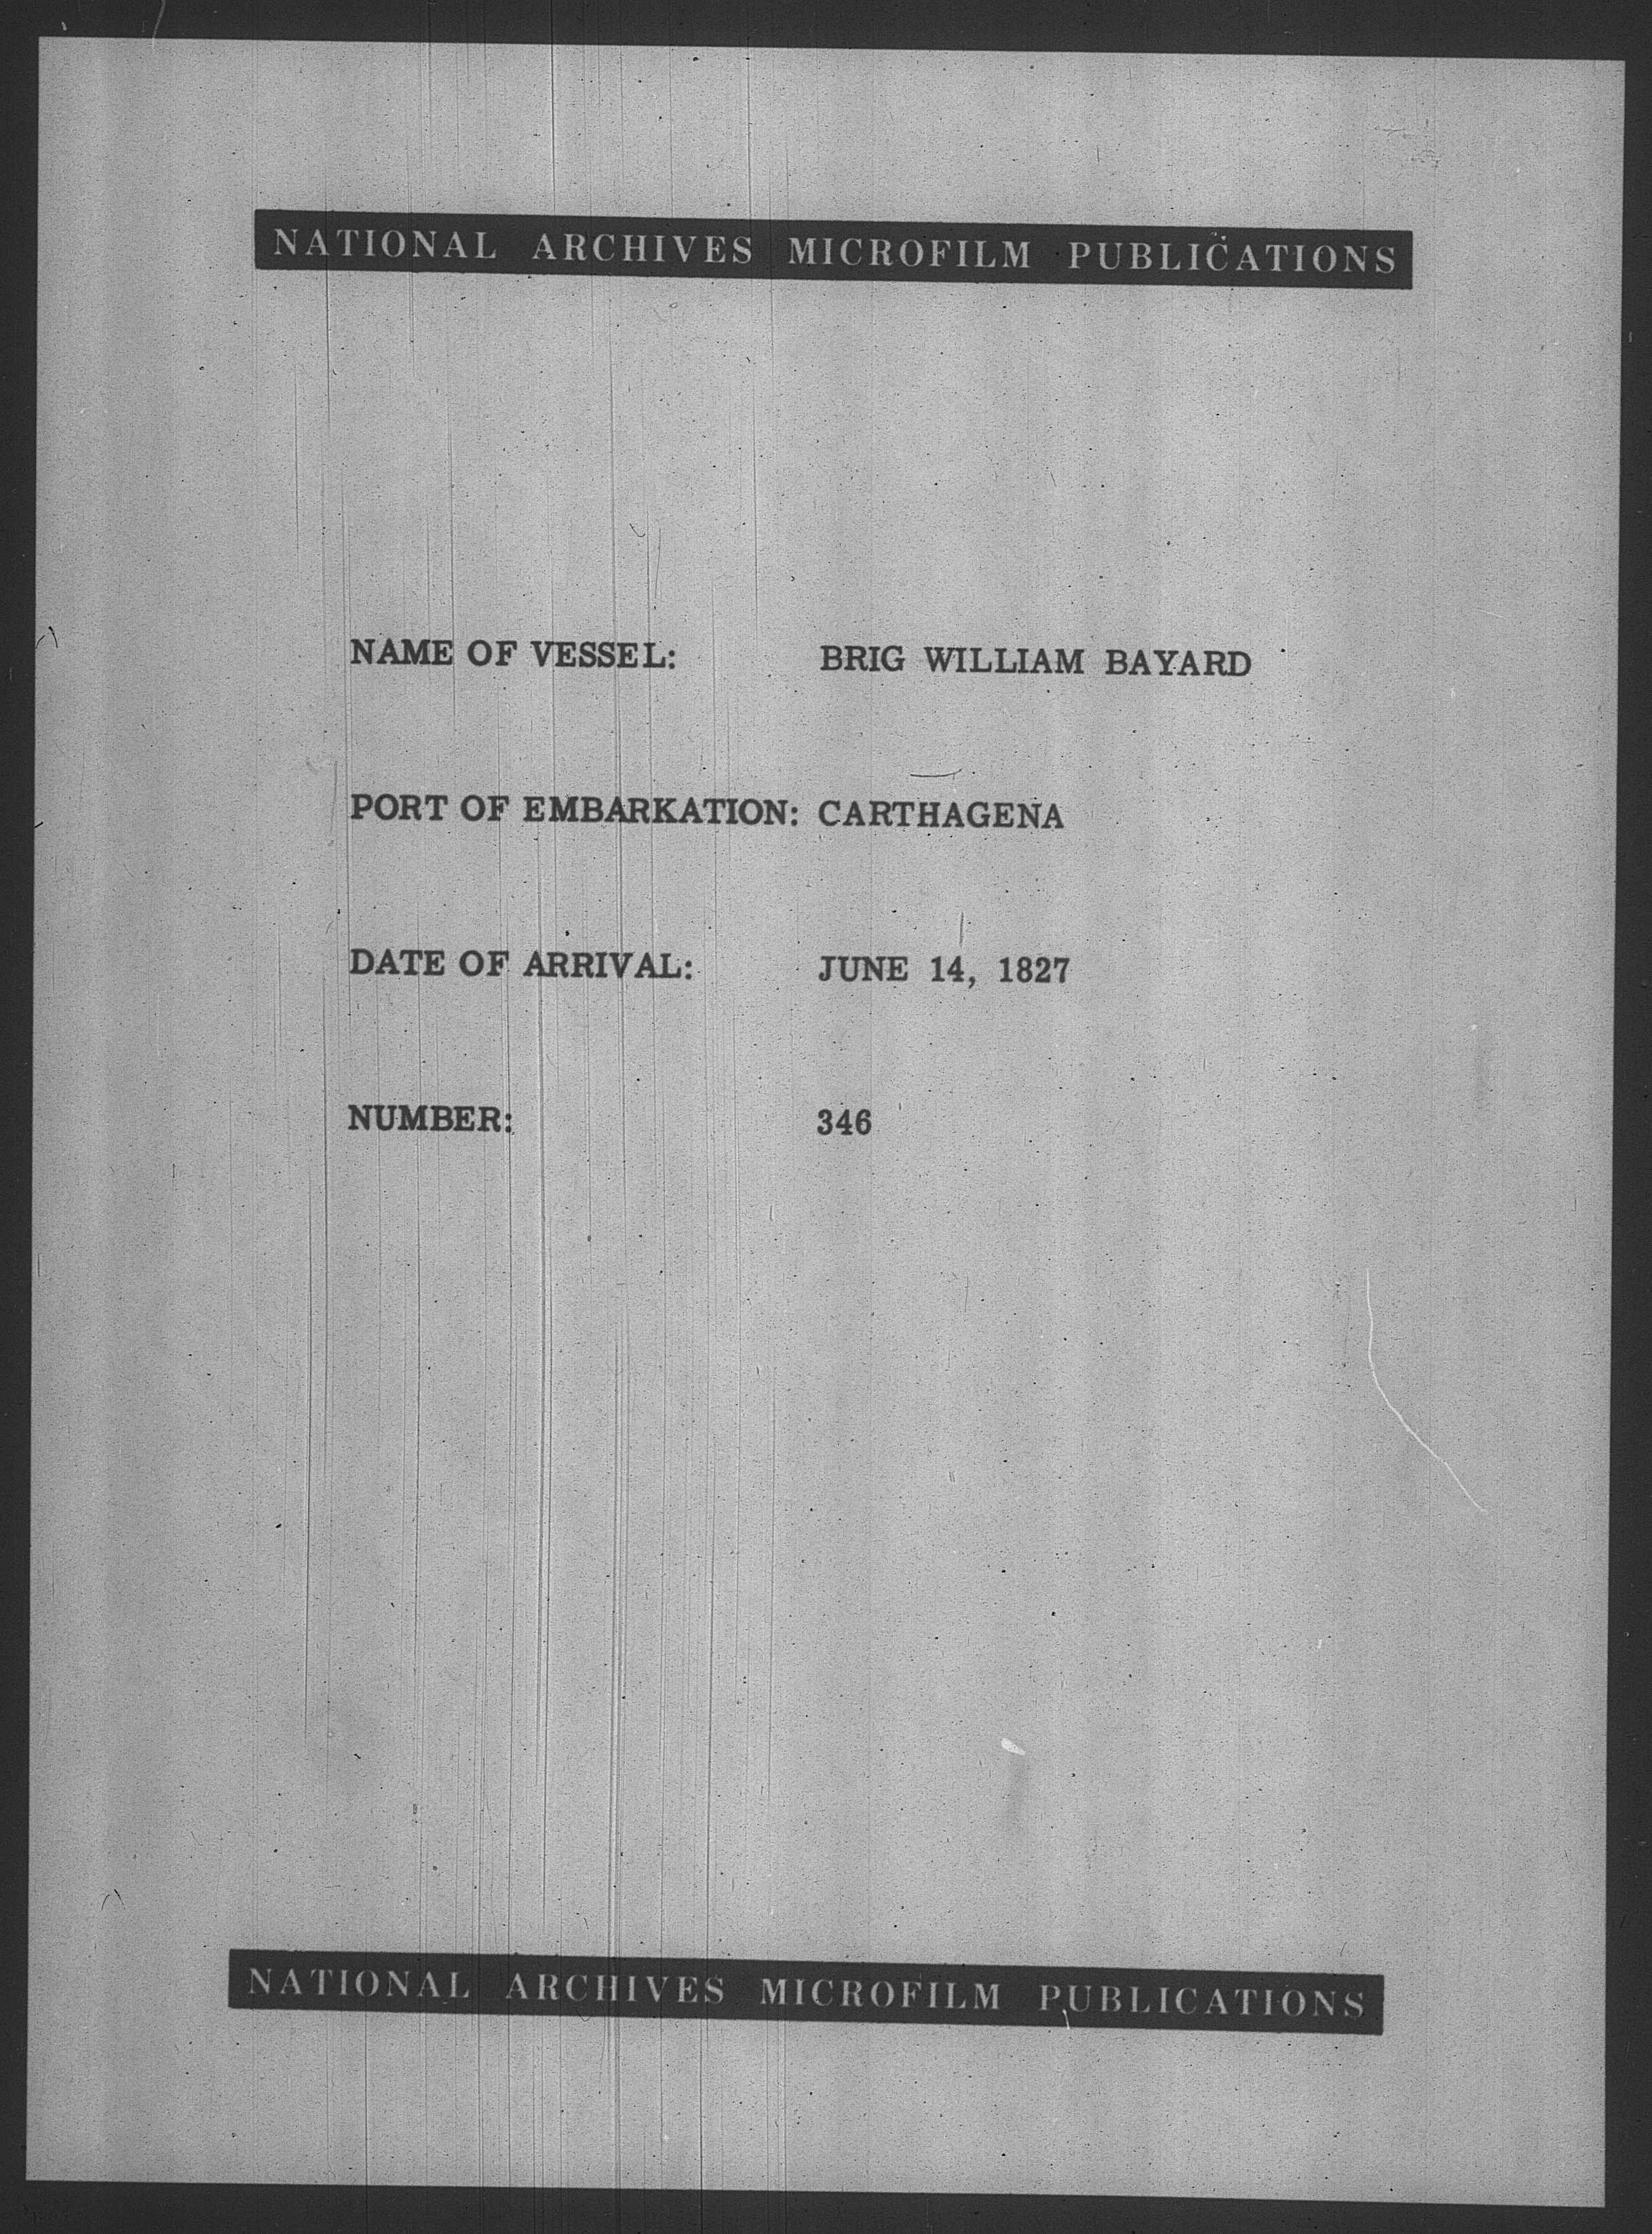 NATIONAL ARCHIVES MICROFILM PUBLICATIONS
NAME OF VESSEL: BRIG WILLIAM BAYARD
PORT OF EMBARKATION: CARTHAGENA
DATE OF ARRIVAL: JUNE 14, 1827
NUMBER: 346
NATIONAL ARCHIVES MICROFILM PUBLICATIONS